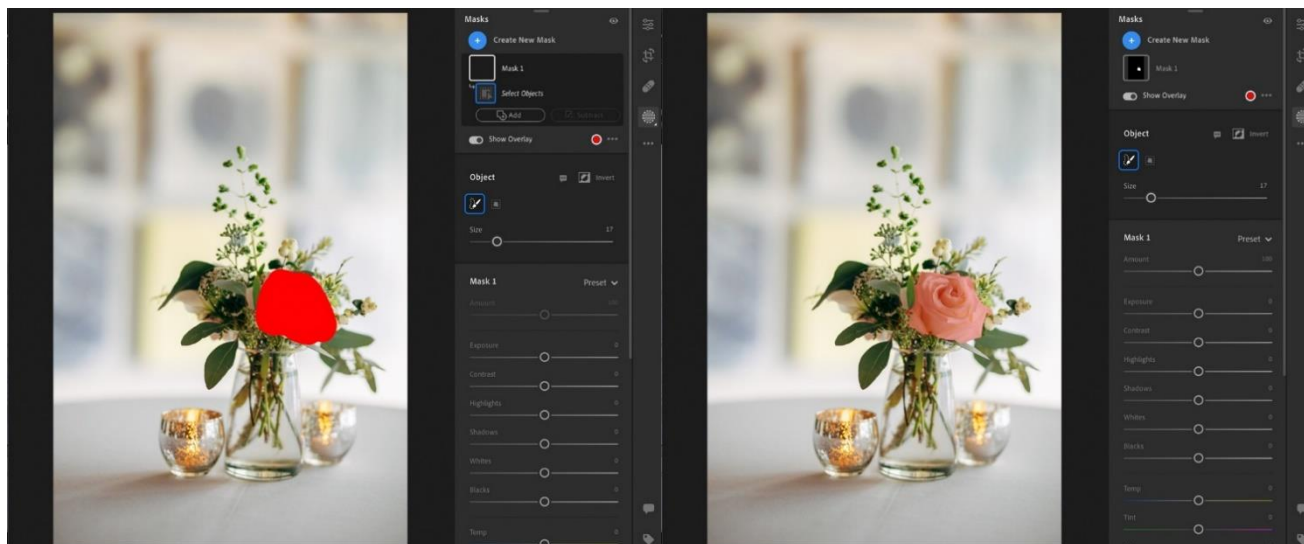 Masks
Create New Mask
Mask 1
Select Objects
Add
Subtract
Show Overlay
Object
Invert
Size 17
Mask 1 Preset
Amount 100
Exposure 0
Contrast 0
Highlights 0
Shadows 0
Whites 0
Blacks 0
Temp 0
Masks
Create New Mask
Mask 1
Show Overlay
Object
Invert
Size 17
Mask 1 Preset
Amount 100
Exposure 0
Contrast 0
Highlights 0
Shadows 0
Whites 0
Blacks 0
Temp 0
Tint 0